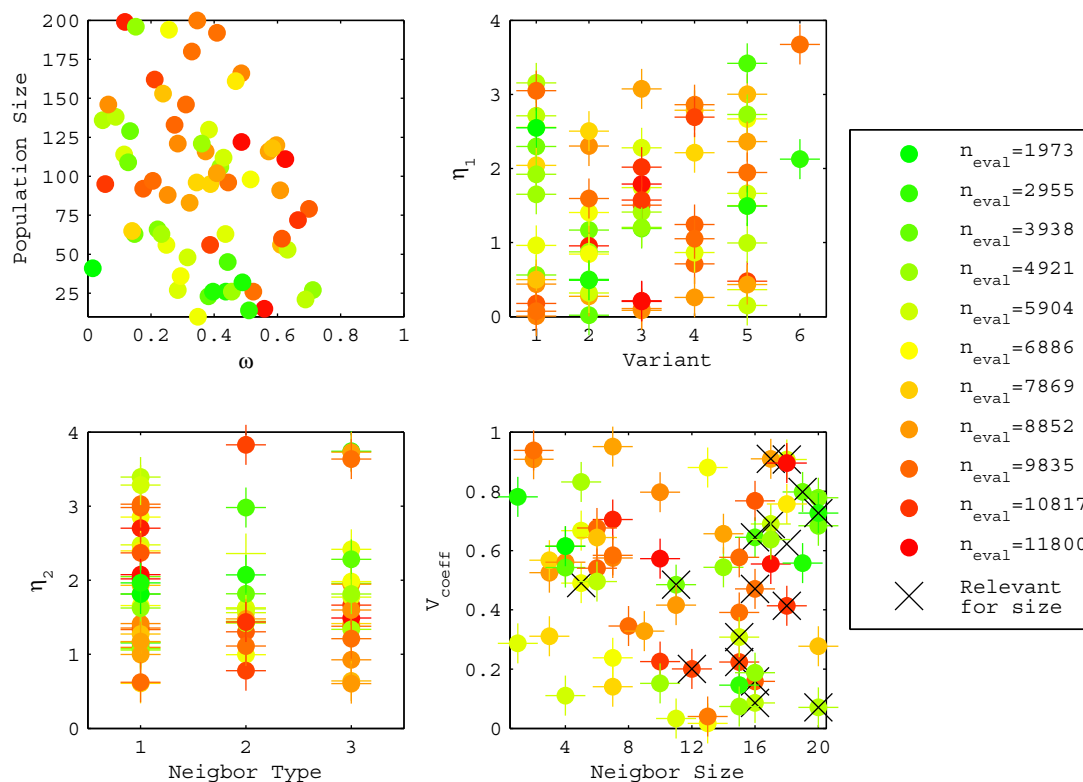 200
175
150
125
100
75
50
25
0 0.2 0.4 0.6 0.8 1
Population Size
ω
4
3
2
1
0
1 2 3 4 5 6
η1
Variant
4
3
2
1
0
1 2 3
η2
Neigbor Type
1
0.8
0.6
0.4
0.2
0
4 8 12 16 20
Vcoeff
Neigbor Size
neval=1973
neval=2955
neval=3938
neval=4921
neval=5904
neval=6886
neval=7869
neval=8852
neval=9835
neval=10817
neval=11800
Relevant
for size